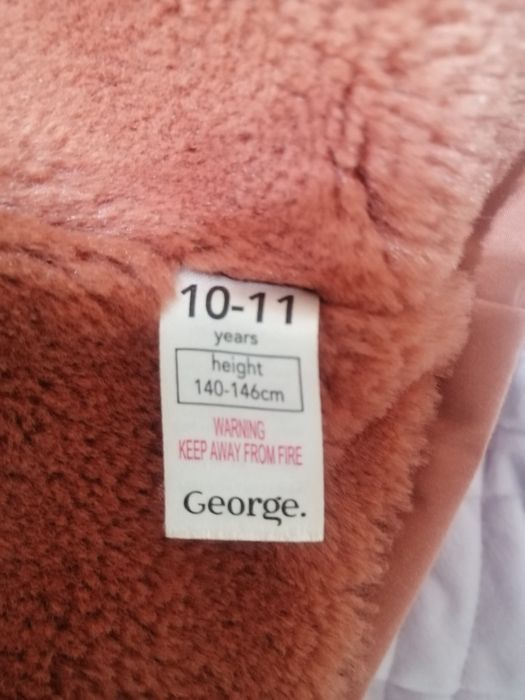 10-11
years
height
140-146cm
WARNING
KEEP AWAY FROM FIRE
George.